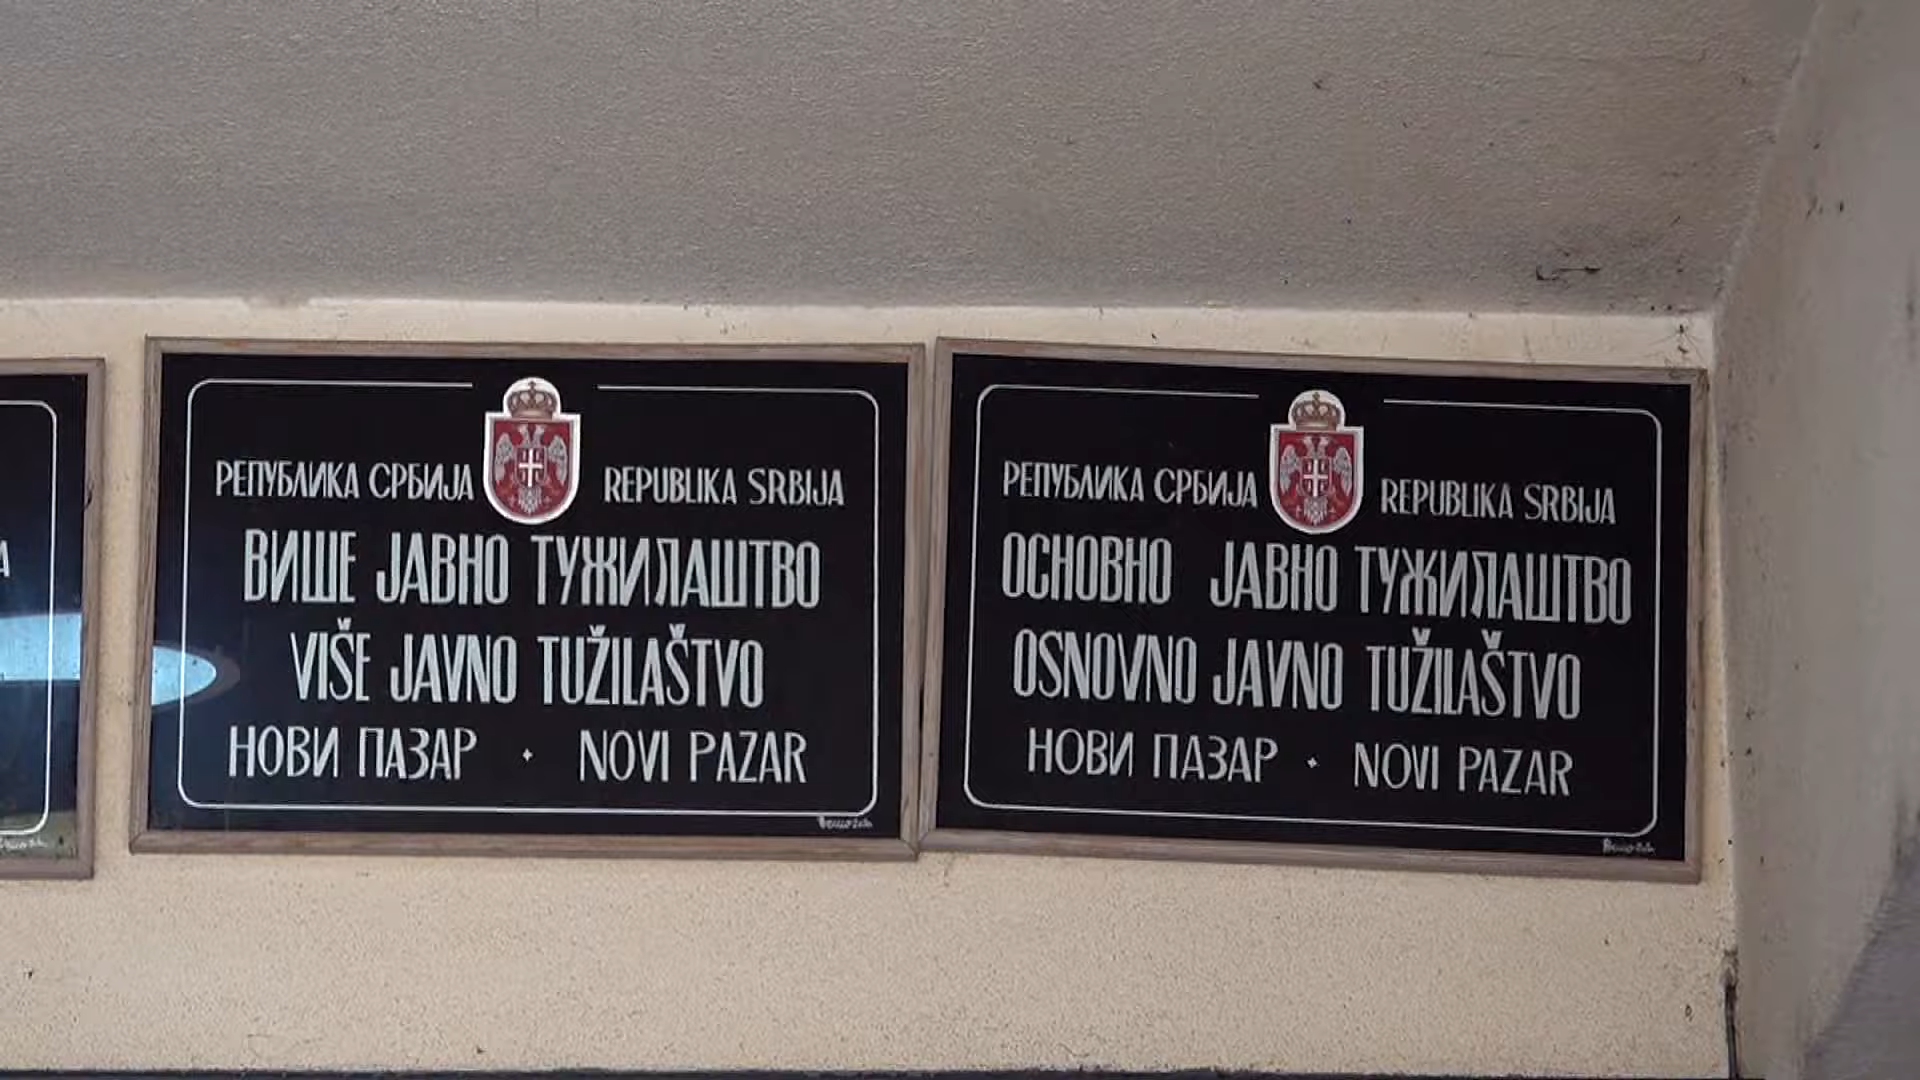 РЕПУБЛИКА СРБИЈА REPUBLIKA SRBIJA
ВИШЕ ЈАВНО ТУЖИЛАШТВО
VIŠE JAVNO TUŽILAŠTVO
НОВИ ПАЗАР · NOVI PAZAR
РЕПУБЛИКА СРБИЈА REPUBLIKA SRBIJA
ОСНОВНО ЈАВНО ТУЖИЛАШТВО
OSNOVNO JAVNO TUŽILAŠTVO
НОВИ ПАЗАР · NOVI PAZAR